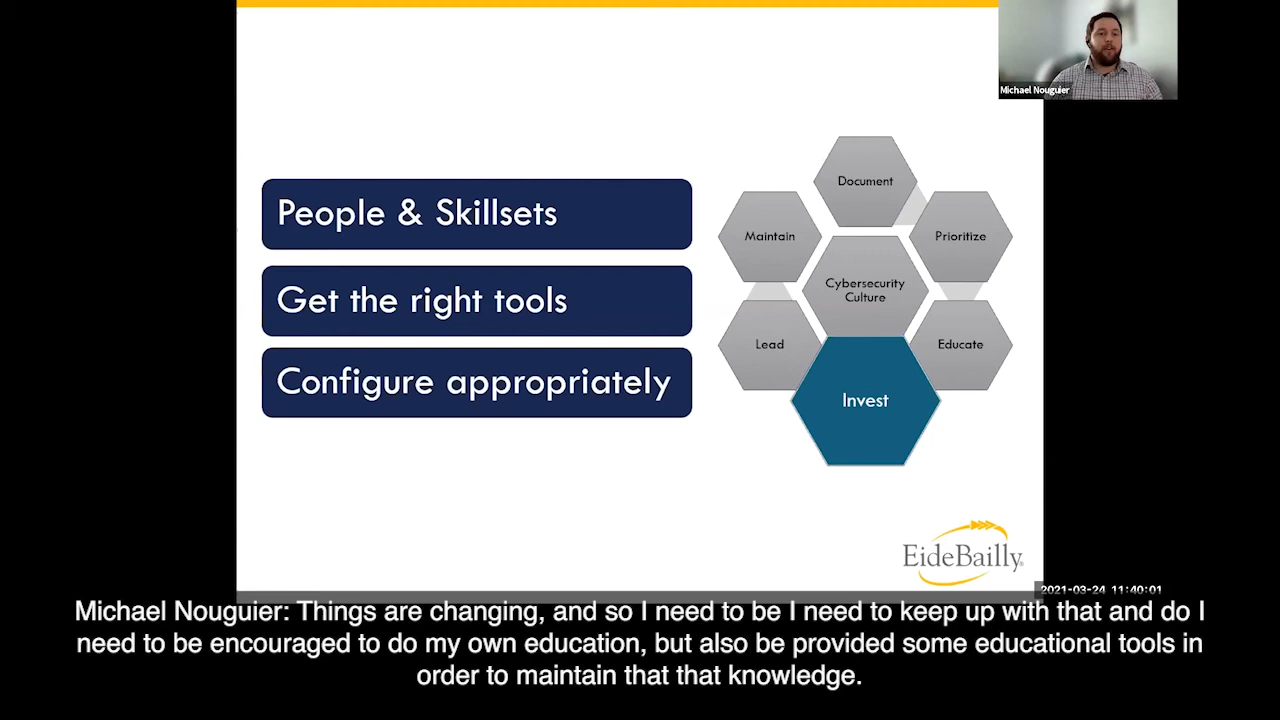 Michael Nouguier
People & Skillsets
Get the right tools
Configure appropriately
Document
Maintain
Prioritize
Cybersecurity
Culture
Lead
Educate
Invest
EideBailly®
2021-03-24 11:40:01
Michael Nouguier: Things are changing, and so I need to be I need to keep up with that and do I
need to be encouraged to do my own education, but also be provided some educational tools in
order to maintain that that knowledge.